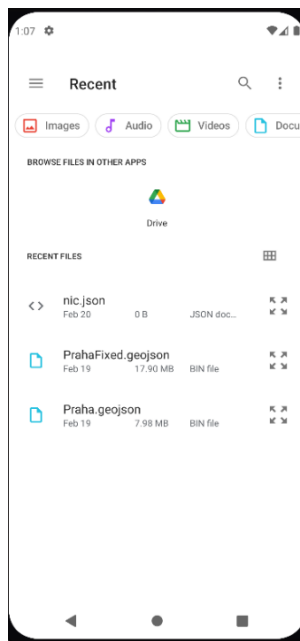 1:07
Recent
Images Audio Videos Docu
BROWSE FILES IN OTHER APPS
Drive
RECENT FILES
nic.json
Feb 20 0 B JSON doc...
PrahaFixed.geojson
Feb 19 17.90 MB BIN file
Praha.geojson
Feb 19 7.98 MB BIN file